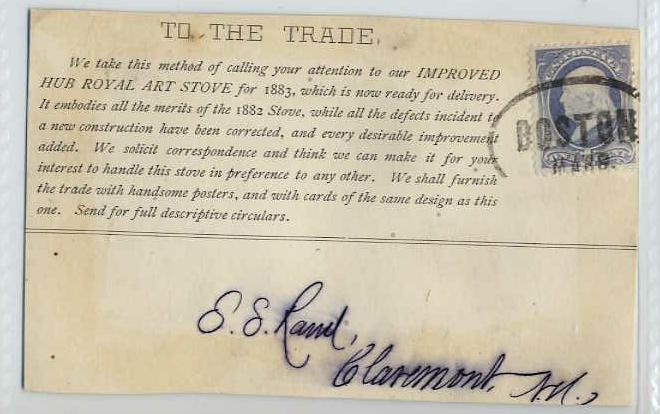 TO THE TRADE.
We take this method of calling your attention to our IMPROVED
HUB ROYAL ART STOVE for 1883, which is now ready for delivery.
It embodies all the merits of the 1882 Stove, while all the defects incident to
a new construction have been corrected, and every desirable improvement
added. We solicit correspondence and think we can make it for your
interest to handle this stove in preference to any other. We shall furnish
the trade with handsome posters, and with cards of the same design as this
one. Send for full descriptive circulars.
U.S. POSTAGE
BOSTON
MASS.
E. E. Rand,
Claremont, N.H.,